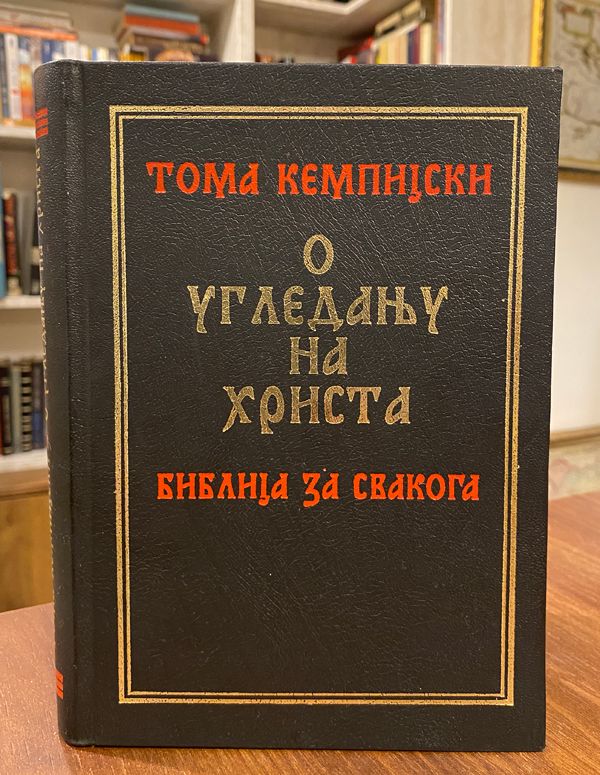 ТОМА КЕМПИЈСКИ
О
УГЛЕДАЊУ
НА
ХРИСТА
БИБЛИЈА ЗА СВАКОГА